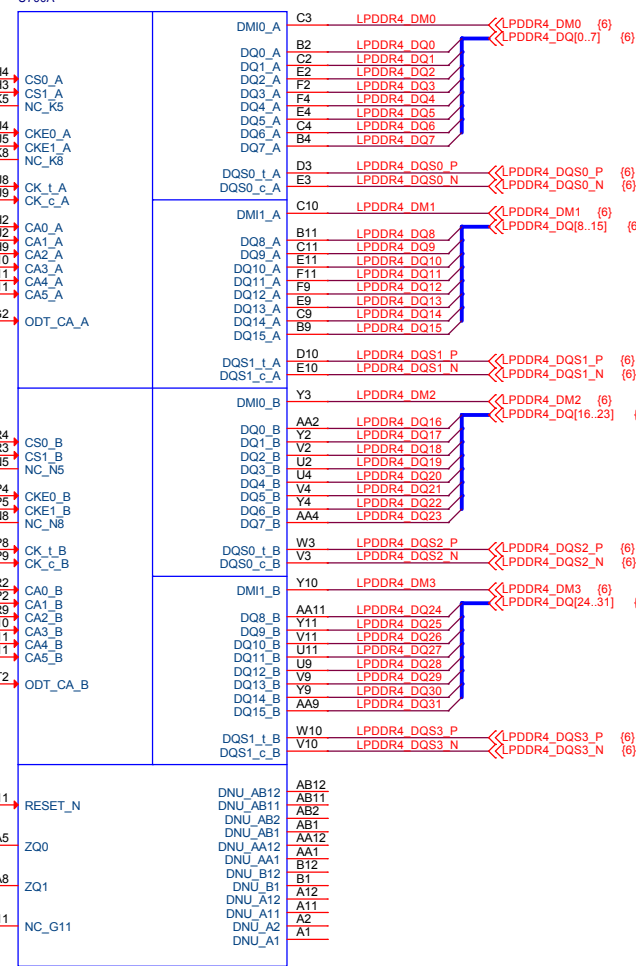 DMI0_A C3 LPDDR4_DM0 LPDDR4_DM0 {6}
LPDDR4_DQ[0..7] {6}
DQ0_A B2 LPDDR4_DQ0
DQ1_A C2 LPDDR4_DQ1
CS0_A DQ2_A E2 LPDDR4_DQ2
CS1_A DQ3_A F2 LPDDR4_DQ3
NC_K5 DQ4_A F4 LPDDR4_DQ4
DQ5_A E4 LPDDR4_DQ5
CKE0_A DQ6_A C4 LPDDR4_DQ6
CKE1_A DQ7_A B4 LPDDR4_DQ7
NC_K8
DQS0_t_A D3 LPDDR4_DQS0_P LPDDR4_DQS0_P {6}
CK_t_A DQS0_c_A E3 LPDDR4_DQS0_N LPDDR4_DQS0_N {6}
CK_c_A
DMI1_A C10 LPDDR4_DM1 LPDDR4_DM1 {6}
CA0_A LPDDR4_DQ[8..15]
CA1_A DQ8_A B11 LPDDR4_DQ8
CA2_A DQ9_A C11 LPDDR4_DQ9
CA3_A DQ10_A E11 LPDDR4_DQ10
CA4_A DQ11_A F11 LPDDR4_DQ11
CA5_A DQ12_A F9 LPDDR4_DQ12
DQ13_A E9 LPDDR4_DQ13
ODT_CA_A DQ14_A C9 LPDDR4_DQ14
DQ15_A B9 LPDDR4_DQ15
DQS1_t_A D10 LPDDR4_DQS1_P LPDDR4_DQS1_P {6}
DQS1_c_A E10 LPDDR4_DQS1_N LPDDR4_DQS1_N {6}
DMI0_B Y3 LPDDR4_DM2 LPDDR4_DM2 {6}
LPDDR4_DQ[16..23]
DQ0_B AA2 LPDDR4_DQ16
CS0_B DQ1_B Y2 LPDDR4_DQ17
CS1_B DQ2_B V2 LPDDR4_DQ18
NC_N5 DQ3_B U2 LPDDR4_DQ19
DQ4_B U4 LPDDR4_DQ20
CKE0_B DQ5_B V4 LPDDR4_DQ21
CKE1_B DQ6_B Y4 LPDDR4_DQ22
NC_N8 DQ7_B AA4 LPDDR4_DQ23
CK_t_B DQS0_t_B W3 LPDDR4_DQS2_P LPDDR4_DQS2_P {6}
CK_c_B DQS0_c_B V3 LPDDR4_DQS2_N LPDDR4_DQS2_N {6}
CA0_B DMI1_B Y10 LPDDR4_DM3 LPDDR4_DM3 {6}
CA1_B LPDDR4_DQ[24..31]
CA2_B DQ8_B AA11 LPDDR4_DQ24
CA3_B DQ9_B Y11 LPDDR4_DQ25
CA4_B DQ10_B V11 LPDDR4_DQ26
CA5_B DQ11_B U11 LPDDR4_DQ27
DQ12_B U9 LPDDR4_DQ28
ODT_CA_B DQ13_B V9 LPDDR4_DQ29
DQ14_B Y9 LPDDR4_DQ30
DQ15_B AA9 LPDDR4_DQ31
DQS1_t_B W10 LPDDR4_DQS3_P LPDDR4_DQS3_P {6}
DQS1_c_B V10 LPDDR4_DQS3_N LPDDR4_DQS3_N {6}
DNU_AB12 AB12
RESET_N DNU_AB11 AB11
DNU_AB2 AB2
DNU_AB1 AB1
ZQ0 DNU_AA12 AA12
DNU_AA1 AA1
DNU_B12 B12
ZQ1 DNU_B1 B1
DNU_A12 A12
DNU_A11 A11
NC_G11 DNU_A2 A2
DNU_A1 A1